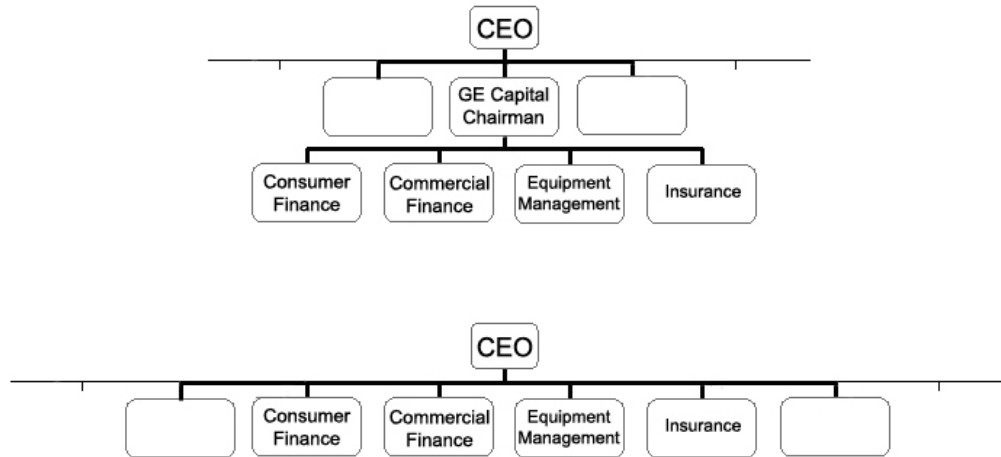 CEO
GE Capital
Chairman
Consumer
Finance
Commercial
Finance
Equipment
Management
Insurance
CEO
Consumer
Finance
Commercial
Finance
Equipment
Management
Insurance